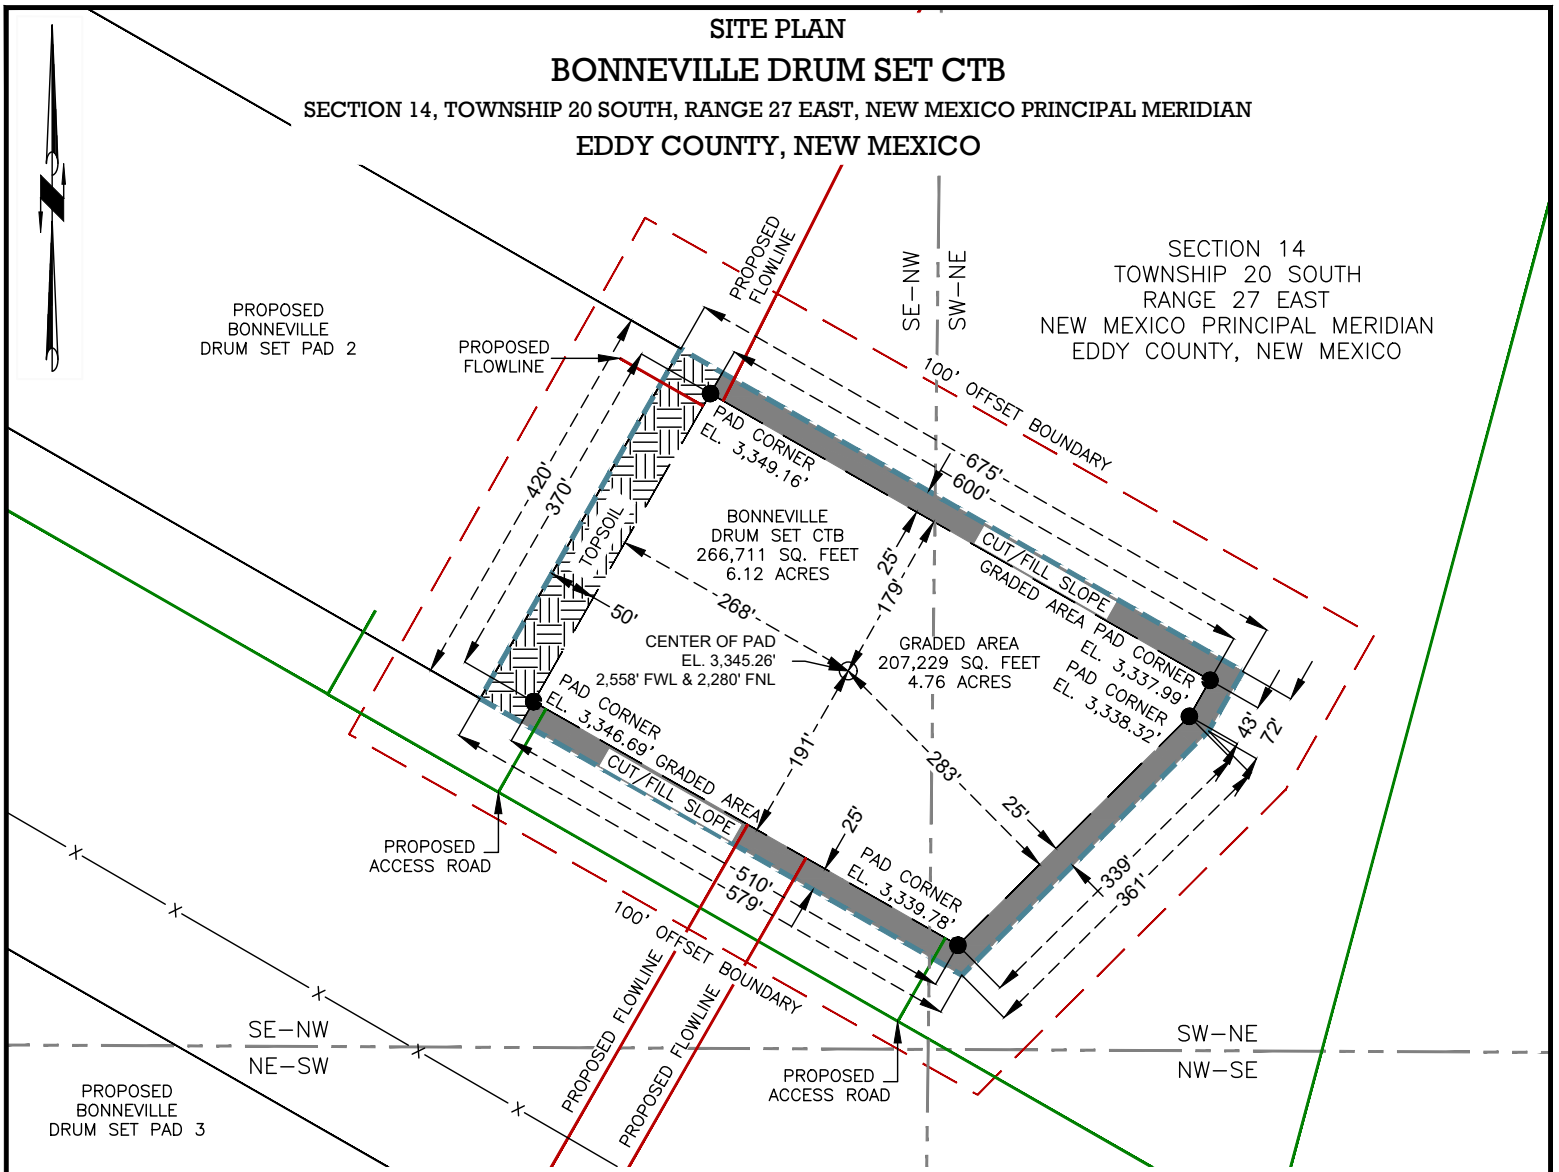 SITE PLAN
BONNEVILLE DRUM SET CTB
SECTION 14, TOWNSHIP 20 SOUTH, RANGE 27 EAST, NEW MEXICO PRINCIPAL MERIDIAN
EDDY COUNTY, NEW MEXICO
SECTION 14
TOWNSHIP 20 SOUTH
RANGE 27 EAST
NEW MEXICO PRINCIPAL MERIDIAN
EDDY COUNTY, NEW MEXICO
SE-NW
SW-NE
PROPOSED
FLOWLINE
PROPOSED
BONNEVILLE
DRUM SET PAD 2
PROPOSED
FLOWLINE
100' OFFSET BOUNDARY
675'
600'
420'
370'
PAD CORNER
EL. 3,349.16'
TOPSOIL
50'
BONNEVILLE
DRUM SET CTB
266,711 SQ. FEET
6.12 ACRES
25'
179'
268'
CUT/FILL SLOPE
GRADED AREA
PAD CORNER
EL. 3,337.99'
PAD CORNER
EL. 3,338.32'
CENTER OF PAD
EL. 3,345.26'
2,558' FWL & 2,280' FNL
GRADED AREA
207,229 SQ. FEET
4.76 ACRES
43'
72'
PAD CORNER
EL. 3,346.69'
GRADED AREA
CUT/FILL SLOPE
191'
283'
25'
25'
339'
361'
PAD CORNER
EL. 3,339.78'
510'
579'
PROPOSED
ACCESS ROAD
100' OFFSET BOUNDARY
PROPOSED FLOWLINE
PROPOSED FLOWLINE
PROPOSED
ACCESS ROAD
X
X
X
X
X
SE-NW
NE-SW
SW-NE
NW-SE
PROPOSED
BONNEVILLE
DRUM SET PAD 3